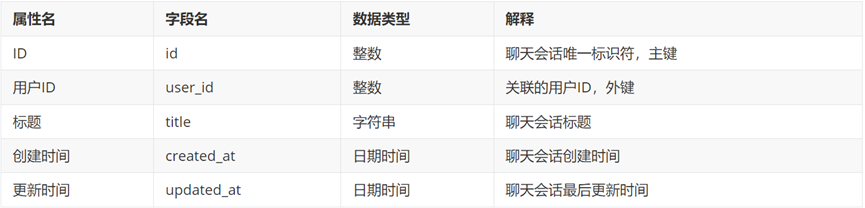 属性名 字段名 数据类型 解释
ID id 整数 聊天会话唯一标识符，主键
用户ID user_id 整数 关联的用户ID，外键
标题 title 字符串 聊天会话标题
创建时间 created_at 日期时间 聊天会话创建时间
更新时间 updated_at 日期时间 聊天会话最后更新时间